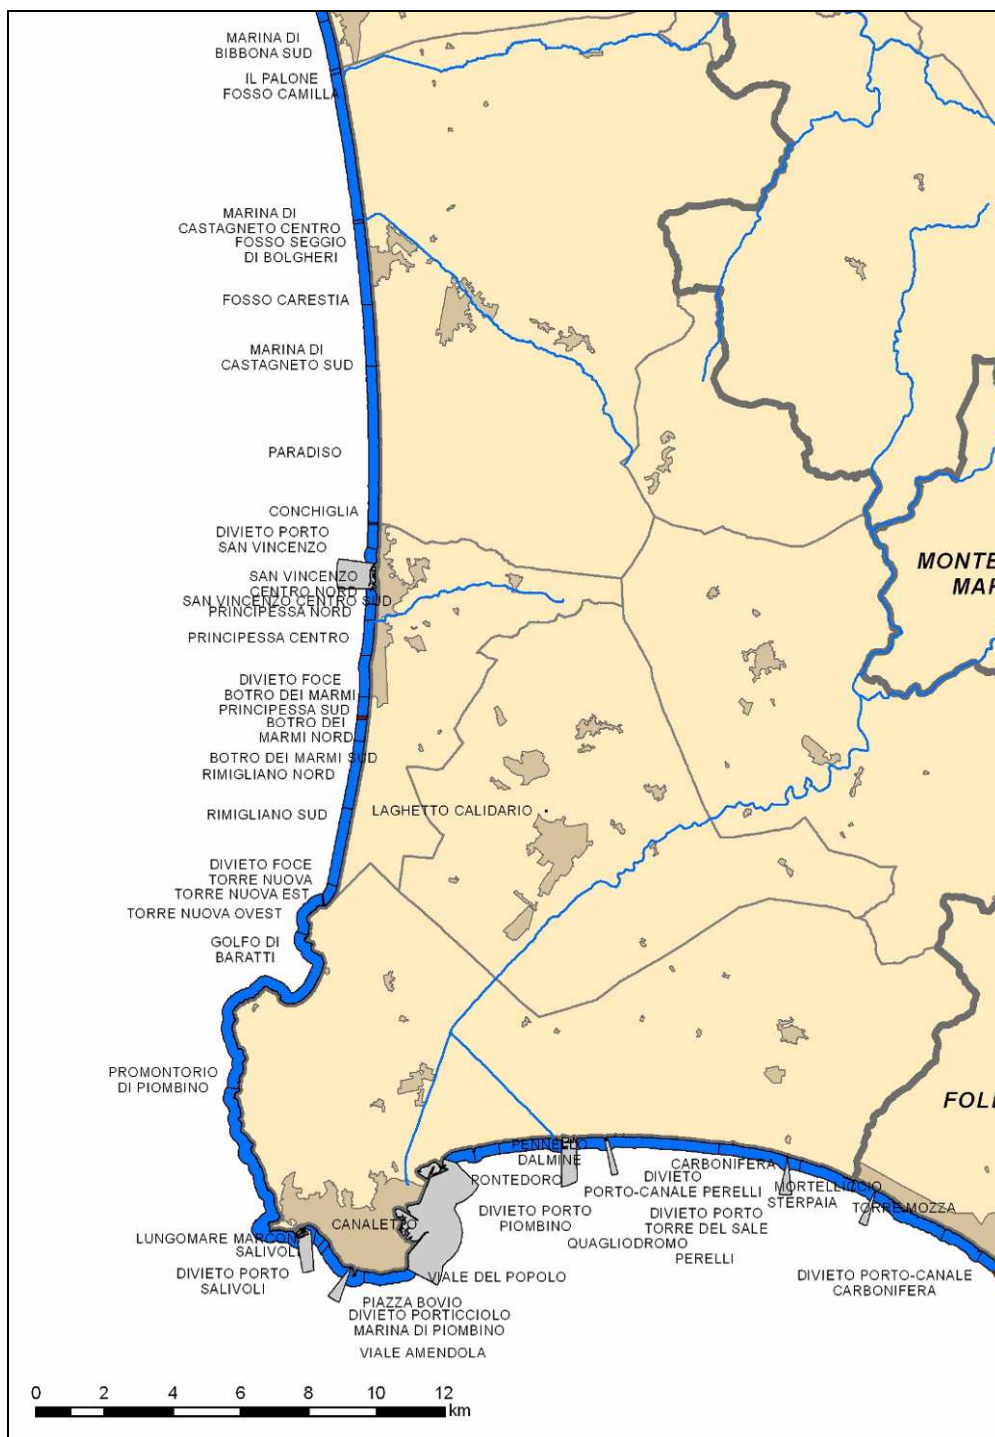 MARINA DI
BIBBONA SUD
IL PALONE
FOSSO CAMILLA
MARINA DI
CASTAGNETO CENTRO
FOSSO SEGGIO
DI BOLGHERI
FOSSO CARESTIA
MARINA DI
CASTAGNETO SUD
PARADISO
CONCHIGLIA
DIVIETO PORTO
SAN VINCENZO
MONTE
MAR
SAN VINCENZO
CENTRO NORD
SAN VINCENZO CENTRO SUD
PRINCIPESSA NORD
PRINCIPESSA CENTRO
DIVIETO FOCE
BOTRO DEI MARMI
PRINCIPESSA SUD
BOTRO DEI
MARMI NORD
BOTRO DEI MARMI SUD
RIMIGLIANO NORD
RIMIGLIANO SUD
LAGHETTO CALIDARIO
DIVIETO FOCE
TORRE NUOVA
TORRE NUOVA EST
TORRE NUOVA OVEST
GOLFO DI
BARATTI
PROMONTORIO
DI PIOMBINO
FOLL
PENNELLO
DALMINE
PONTEDORO
CARBONIFERA
DIVIETO
PORTO-CANALE PERELLI
MORTELLICCIO
STERPAIA
TORRE MOZZA
DIVIETO PORTO
PIOMBINO
DIVIETO PORTO
TORRE DEL SALE
QUAGLIODROMO
PERELLI
CANALETTO
LUNGOMARE MARCONI
SALIVOLI
DIVIETO PORTO
SALIVOLI
VIALE DEL POPOLO
DIVIETO PORTO-CANALE
CARBONIFERA
PIAZZA BOVIO
DIVIETO PORTICCIOLO
MARINA DI PIOMBINO
VIALE AMENDOLA
0 2 4 6 8 10 12
km